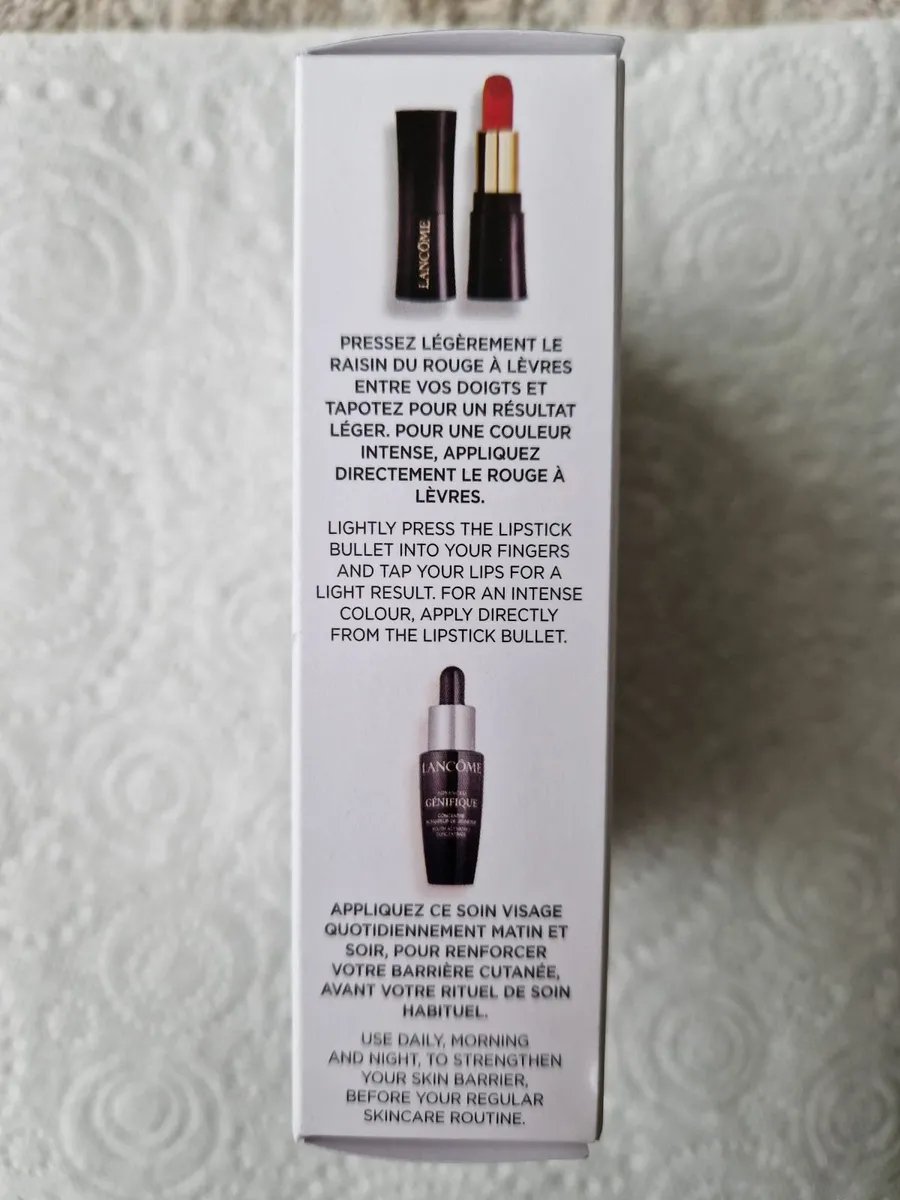 LANCÔME
PRESSEZ LÉGÈREMENT LE
RAISIN DU ROUGE À LÈVRES
ENTRE VOS DOIGTS ET
TAPOTEZ POUR UN RÉSULTAT
LÉGER. POUR UNE COULEUR
INTENSE, APPLIQUEZ
DIRECTEMENT LE ROUGE À
LÈVRES.
LIGHTLY PRESS THE LIPSTICK
BULLET INTO YOUR FINGERS
AND TAP YOUR LIPS FOR A
LIGHT RESULT. FOR AN INTENSE
COLOUR, APPLY DIRECTLY
FROM THE LIPSTICK BULLET.
LANCÔME
ADVANCED
GÉNIFIQUE
APPLIQUEZ CE SOIN VISAGE
QUOTIDIENNEMENT MATIN ET
SOIR, POUR RENFORCER
VOTRE BARRIÈRE CUTANÉE,
AVANT VOTRE RITUEL DE SOIN
HABITUEL.
USE DAILY, MORNING
AND NIGHT, TO STRENGTHEN
YOUR SKIN BARRIER,
BEFORE YOUR REGULAR
SKINCARE ROUTINE.